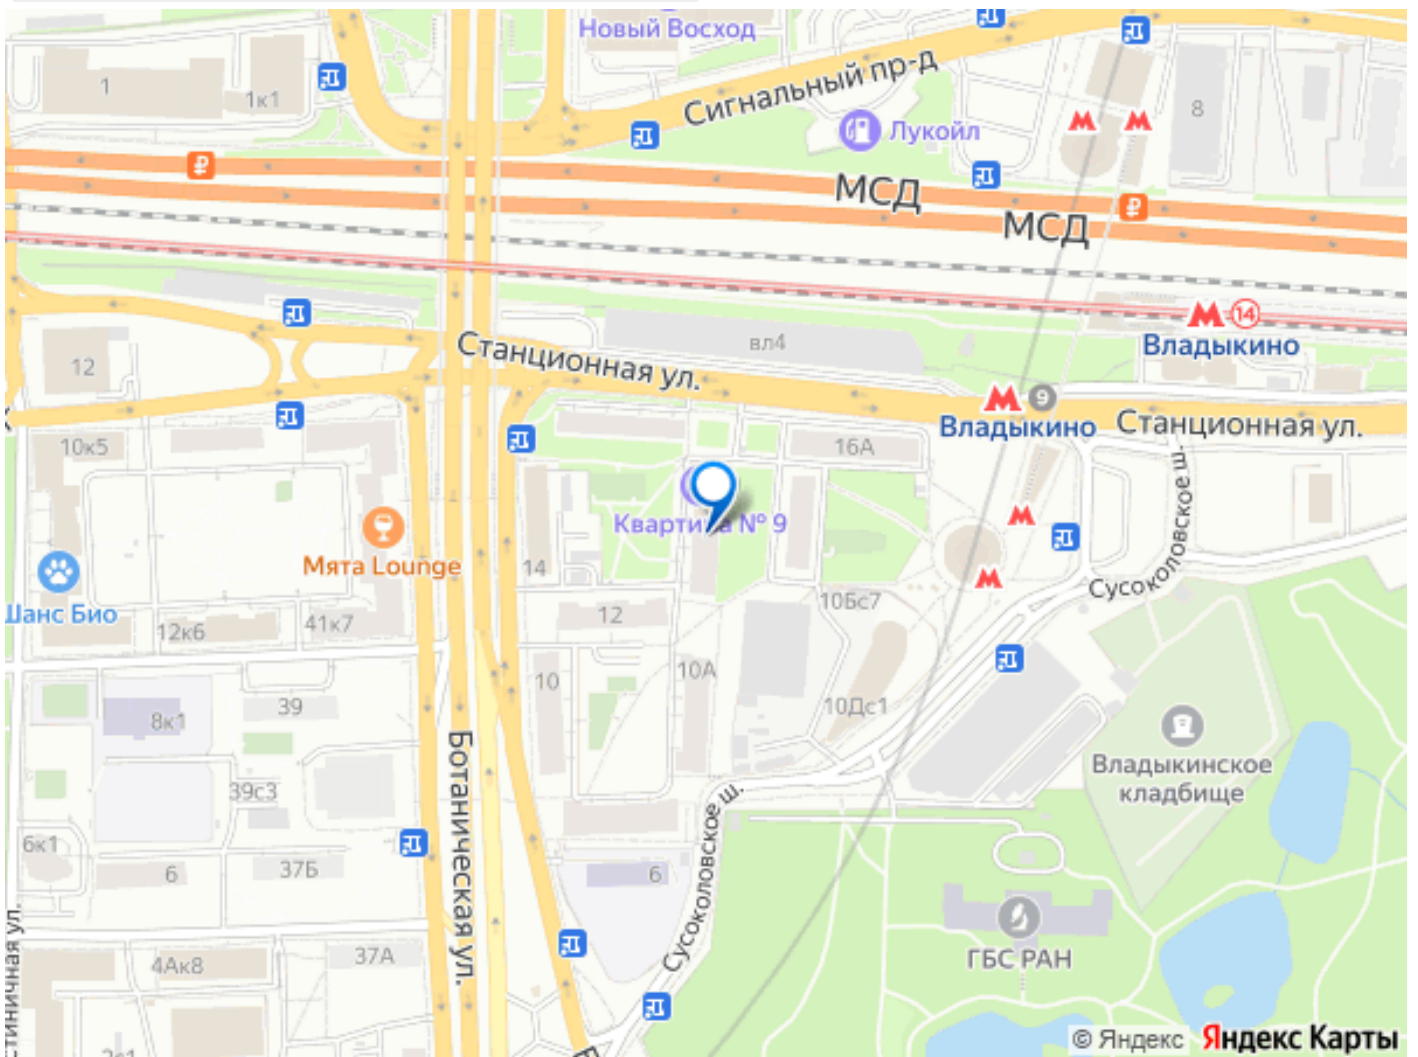 Новый Восход
1
1к1
Сигнальный пр-д
Лукойл
8
МСД
МСД
14
Владыкино
вл4
Станционная ул.
12
9
Владыкино
Станционная ул.
10к5
16А
Квартира № 9
Мята Lounge
14
Шанс Био
12к6
41к7
12
10Бс7
Сусоколовское ш.
10
10А
39
8к1
10Дс1
Ботаническая ул.
Владыкинское
кладбище
39с3
Сусоколовское ш.
6к1
6
37Б
6
ГБС РАН
4Ак8
37А
© Яндекс Яндекс Карты